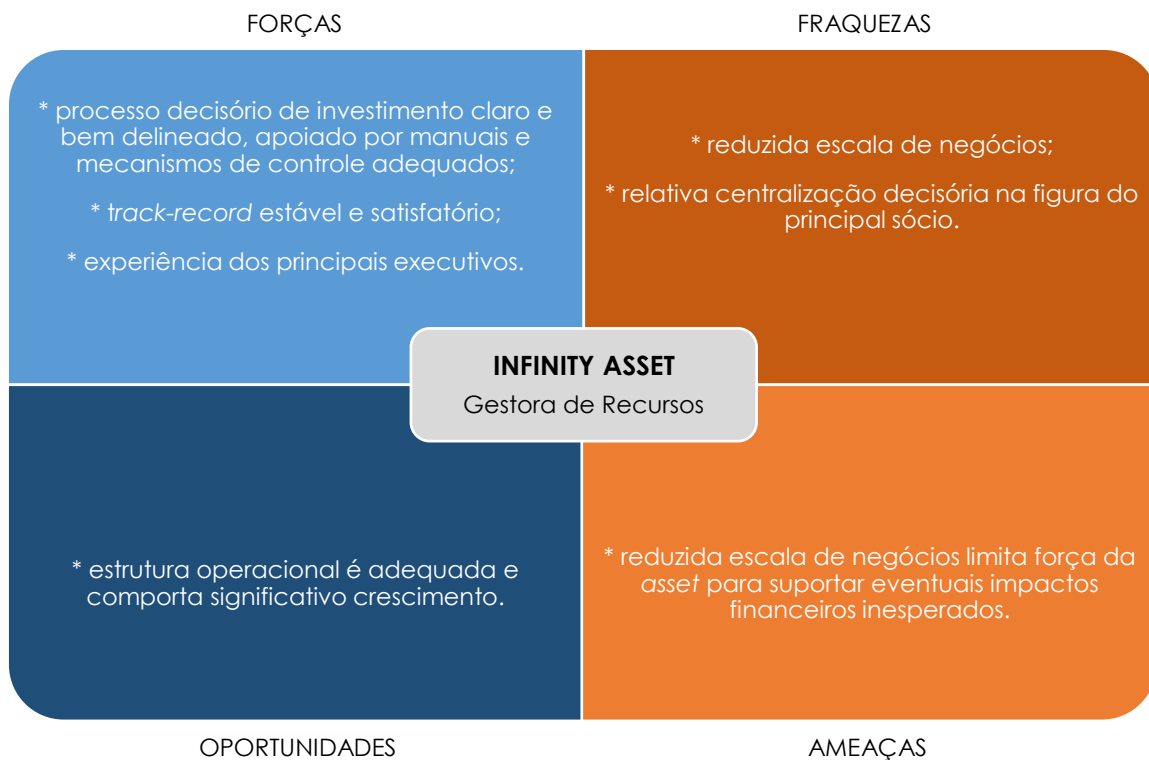 FORÇAS
FRAQUEZAS
* processo decisório de investimento claro e
bem delineado, apoiado por manuais e
mecanismos de controle adequados;
* track-record estável e satisfatório;
* experiência dos principais executivos.
* reduzida escala de negócios;
* relativa centralização decisória na figura do
principal sócio.
INFINITY ASSET
Gestora de Recursos
* estrutura operacional é adequada e
comporta significativo crescimento.
* reduzida escala de negócios limita força da
asset para suportar eventuais impactos
financeiros inesperados.
OPORTUNIDADES
AMEAÇAS